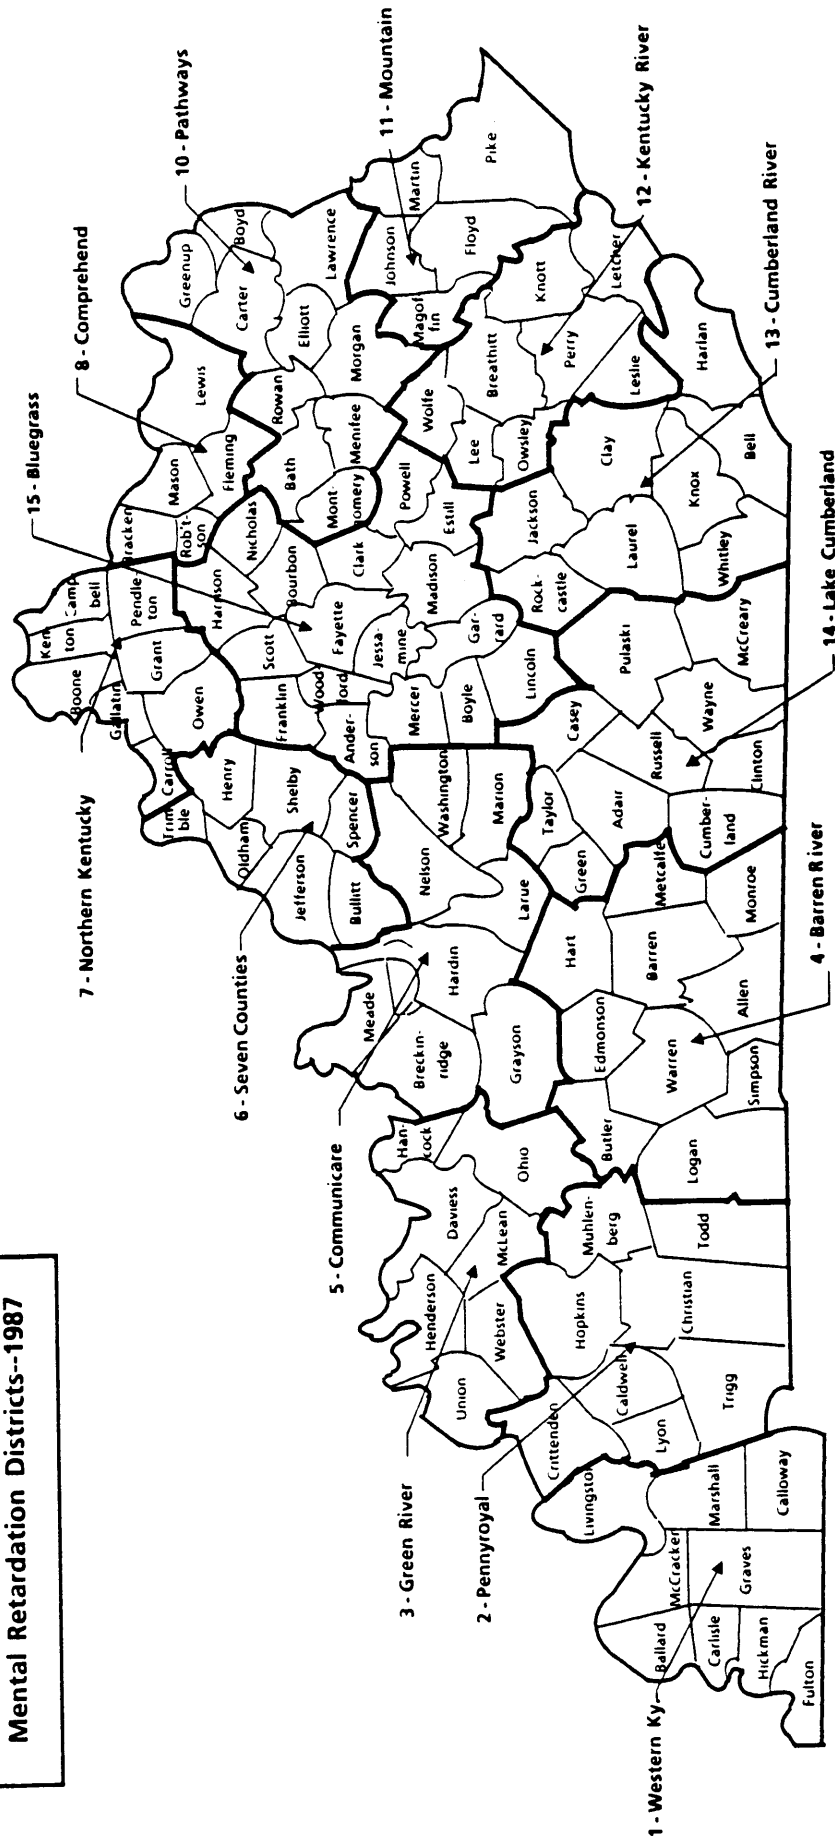 Mental Retardation Districts--1987
15 - Bluegrass
8 - Comprehend
10 - Pathways
11 - Mountain
12 - Kentucky River
13 - Cumberland River
14 - Lake Cumberland
4 - Barren River
7 - Northern Kentucky
6 - Seven Counties
5 - Communicare
3 - Green River
2 - Pennyroyal
1 - Western Ky.
Fulton
Hickman
Carlisle
Ballard
McCracken
Graves
Marshall
Calloway
Livingston
Crittenden
Lyon
Caldwell
Trigg
Christian
Hopkins
Todd
Muhlen-
berg
Union
Webster
Henderson
McLean
Daviess
Ohio
Han-
cock
Butler
Logan
Simpson
Warren
Edmonson
Allen
Barren
Monroe
Metcalfe
Hart
Grayson
Breckin-
ridge
Meade
Hardin
Larue
Nelson
Washington
Marion
Bullitt
Jefferson
Oldham
Spencer
Shelby
Henry
Trim
ble
Carroll
Gallatin
Boone
Ken
ton
Camp
bell
Pendle-
ton
Grant
Owen
Green
Taylor
Adair
Cumber-
land
Clinton
Russell
Casey
Wayne
Pulaski
McCreary
Lincoln
Boyle
Mercer
Ander-
son
Franklin
Wood
ford
Scott
Harrison
Fayette
Jessa-
mine
Gar-
rard
Madison
Bourbon
Nicholas
Clark
Estill
Powell
Bracken
Rob't-
son
Mason
Fleming
Lewis
Mont-
gomery
Bath
Menifee
Rowan
Morgan
Elliott
Carter
Greenup
Boyd
Lawrence
Johnson
Magof
fin
Martin
Floyd
Pike
Wolfe
Lee
Owsley
Breathitt
Perry
Knott
Letcher
Leslie
Rock-
castle
Jackson
Laurel
Clay
Knox
Whitley
Bell
Harlan